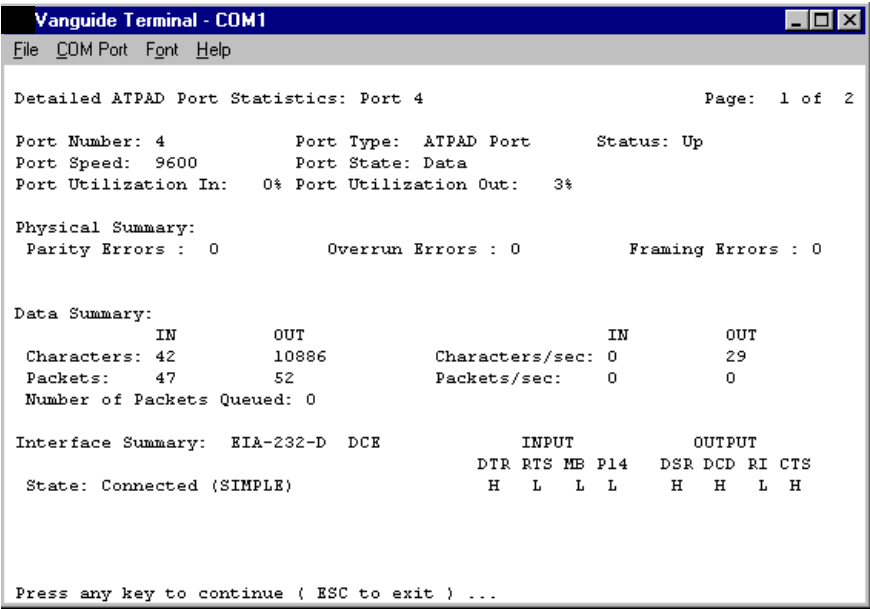 Vanguide Terminal - COM1
File COM Port Font Help
Detailed ATPAD Port Statistics: Port 4 Page: 1 of 2
Port Number: 4 Port Type: ATPAD Port Status: Up
Port Speed: 9600 Port State: Data
Port Utilization In: 0% Port Utilization Out: 3%
Physical Summary:
Parity Errors : 0 Overrun Errors : 0 Framing Errors : 0
Data Summary:
IN OUT IN OUT
Characters: 42 10886 Characters/sec: 0 29
Packets: 47 52 Packets/sec: 0 0
Number of Packets Queued: 0
Interface Summary: EIA-232-D DCE INPUT OUTPUT
DTR RTS MB P14 DSR DCD RI CTS
State: Connected (SIMPLE) H L L L H H L H
Press any key to continue ( ESC to exit ) ...